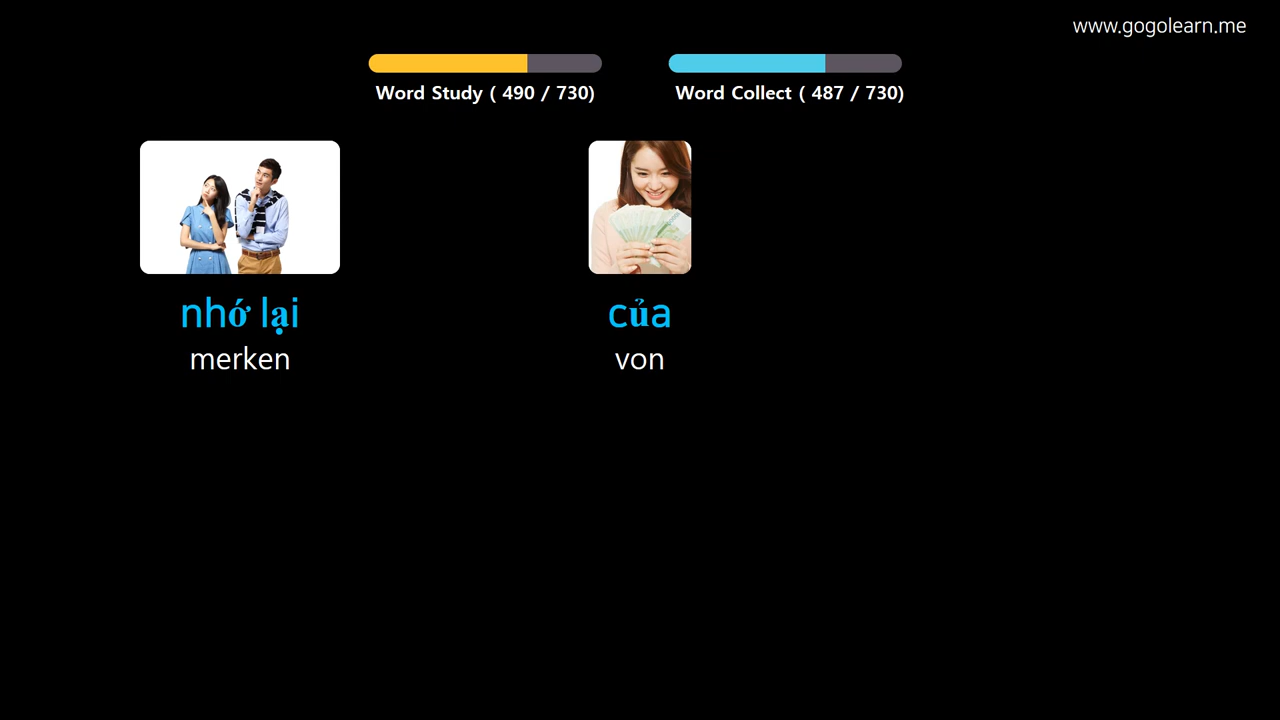 www.gogolearn.me
Word Study ( 490 / 730)
Word Collect ( 487 / 730)
nhớ lại
merken
của
von